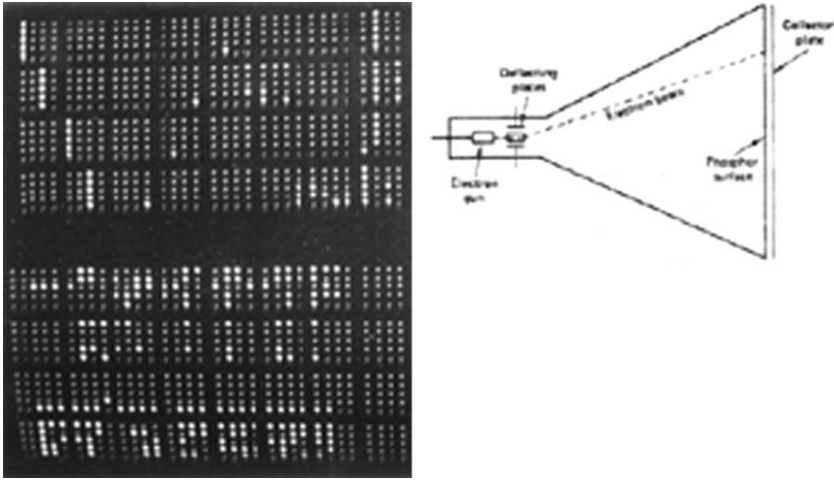 Collector
plate
Deflecting
plates
Electron beam
Phosphor
surface
Electron
gun